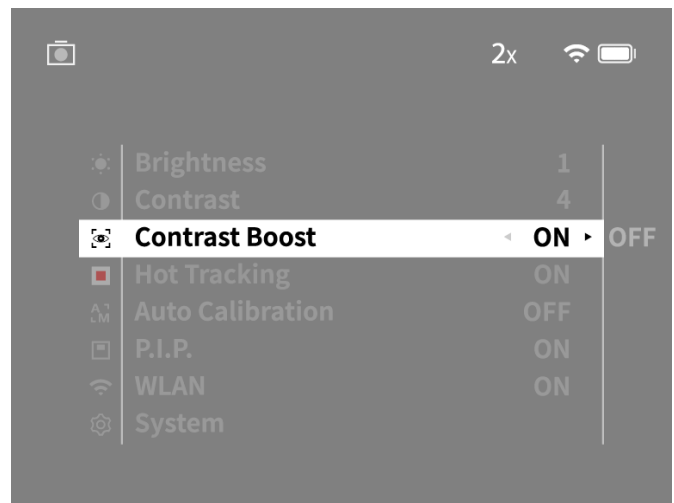 2x
Brightness 1
Contrast 4
Contrast Boost ON OFF
Hot Tracking ON
Auto Calibration OFF
P.I.P. ON
WLAN ON
System